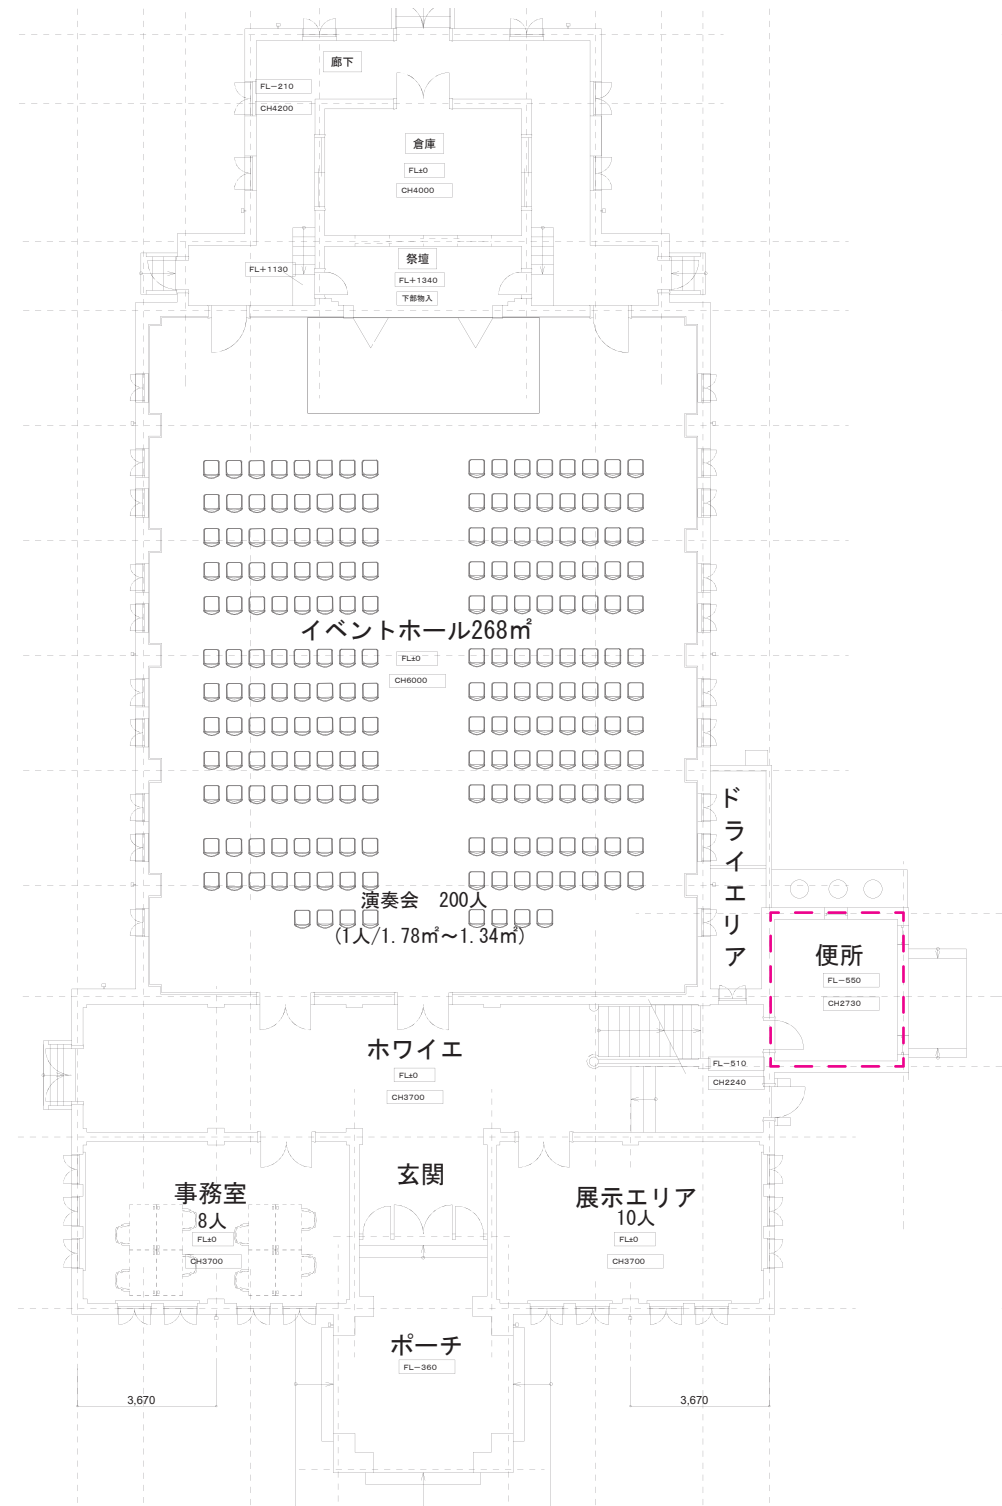 廊下
FL−210
CH4200
倉庫
FL±0
CH4000
祭壇
FL+1130
FL+1340
下部物入
イベントホール268㎡
FL±0
CH6000
ドライエリア
演奏会　200人
(1人/1.78㎡～1.34㎡)
便所
FL−550
CH2730
ホワイエ
FL±0
CH3700
FL−510
CH2240
玄関
事務室
8人
FL±0
CH3700
展示エリア
10人
FL±0
CH3700
ポーチ
FL−360
3,670
3,670